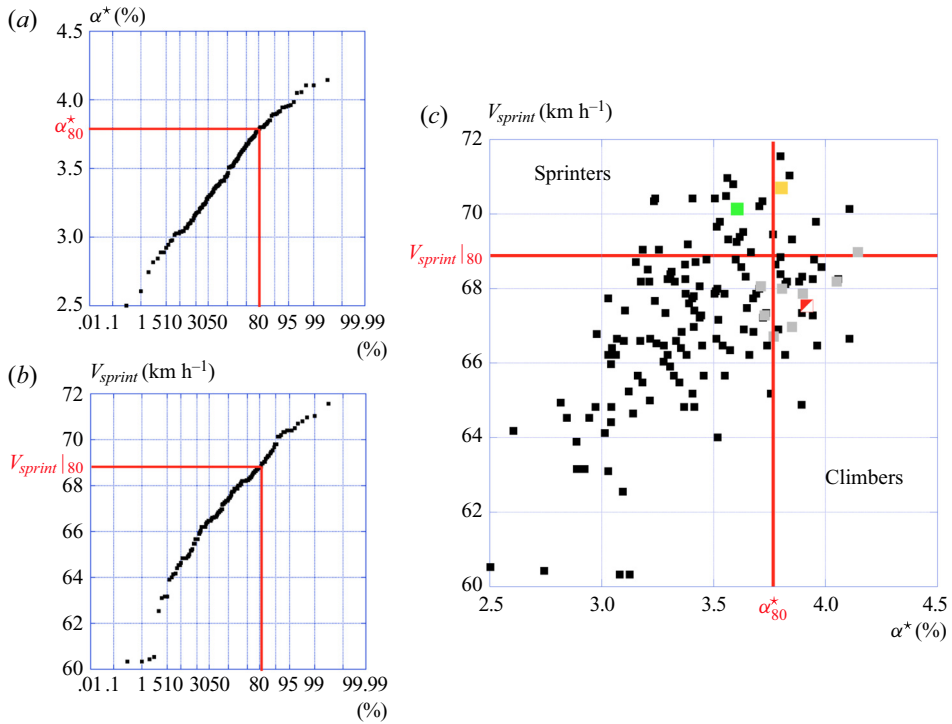 (a)
α⋆ (%)
4.5
4.0
α⋆80
3.5
3.0
2.5
.01 .1 1 5 10 30 50 80 95 99 99.99
(%)
(b)
Vsprint (km h−1)
72
70
Vsprint |80
68
66
64
62
60
.01 .1 1 5 10 30 50 80 95 99 99.99
(%)
(c)
Vsprint (km h−1)
72
Sprinters
70
Vsprint |80
68
66
64
Climbers
62
60
2.5 3.0 3.5 α⋆80 4.0 4.5
α⋆ (%)